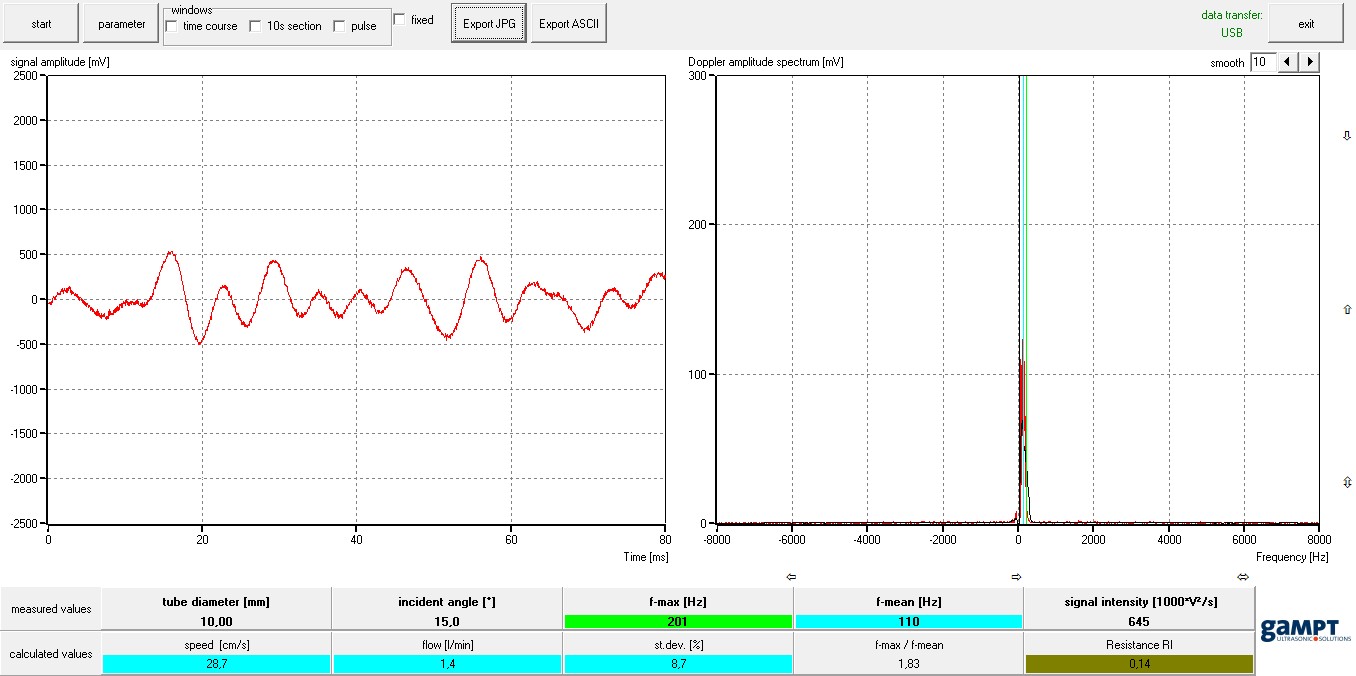 start parameter windows time course 10s section pulse fixed Export JPG Export ASCII data transfer: USB exit
signal amplitude [mV]
2500
2000
1500
1000
500
0
-500
-1000
-1500
-2000
-2500
0 20 40 60 80
Time [ms]
Doppler amplitude spectrum [mV] smooth 10
300
200
100
0
-8000 -6000 -4000 -2000 0 2000 4000 6000 8000
Frequency [Hz]
measured values
tube diameter [mm] incident angle [°] f-max [Hz] f-mean [Hz] signal intensity [1000*V²/s]
10,00 15,0 201 110 645
calculated values
speed [cm/s] flow [l/min] st.dev. [%] f-max / f-mean Resistance RI
28,7 1,4 8,7 1,83 0,14
gAMPT
ULTRASONIC SOLUTIONS